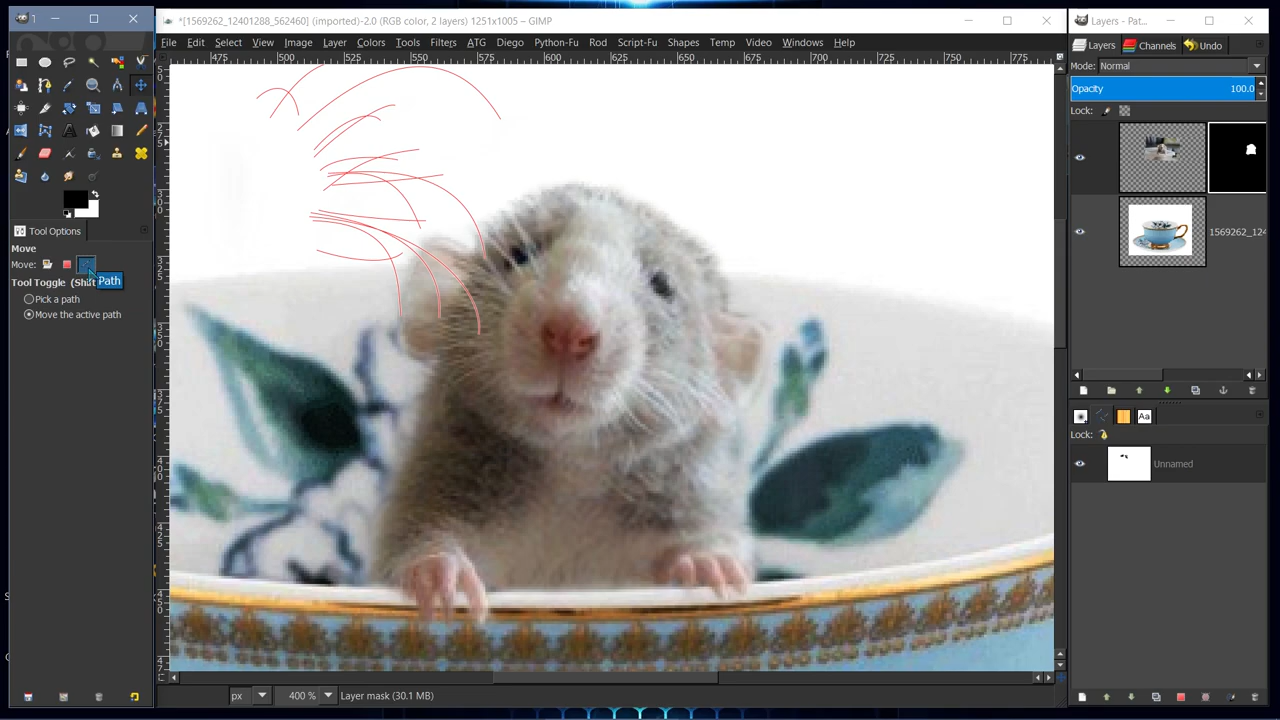 *[1569262_12401288_562460] (imported)-2.0 (RGB color, 2 layers) 1251x1005 – GIMP
File Edit Select View Image Layer Colors Tools Filters ATG Diego Python-Fu Rod Script-Fu Shapes Temp Video Windows Help
475 500 525 550 575 600 625 650 675 700 725 750 775
Tool Options
Move
Move:
Path
Tool Toggle (Shift
Pick a path
Move the active path
px
400 %
Layer mask (30.1 MB)
Layers - Pat...
Layers Channels Undo
Mode: Normal
Opacity 100.0
Lock:
1569262_124
Aa
Lock:
Unnamed